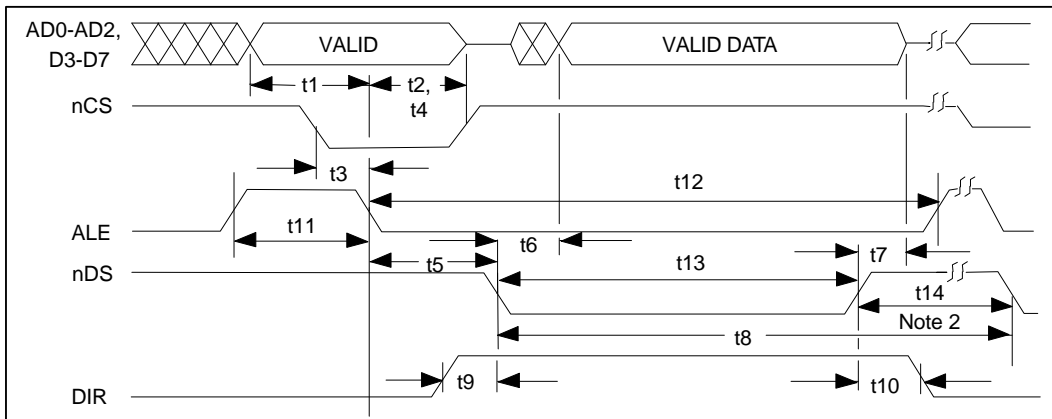 AD0-AD2,
D3-D7
VALID
VALID DATA
t1
t2,
t4
nCS
t3
t12
t11
ALE
t6
t7
t5
t13
nDS
t14
Note 2
t8
t9
t10
DIR